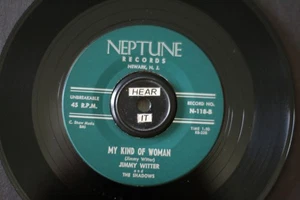 NEPTUNE
RECORDS
NEWARK, N. J.
UNBREAKABLE
45 R.P.M.
RECORD NO.
N-118-B
HEAR
IT
MY KIND OF WOMAN
(Jimmy Witter)
JIMMY WITTER
and
THE SHADOWS